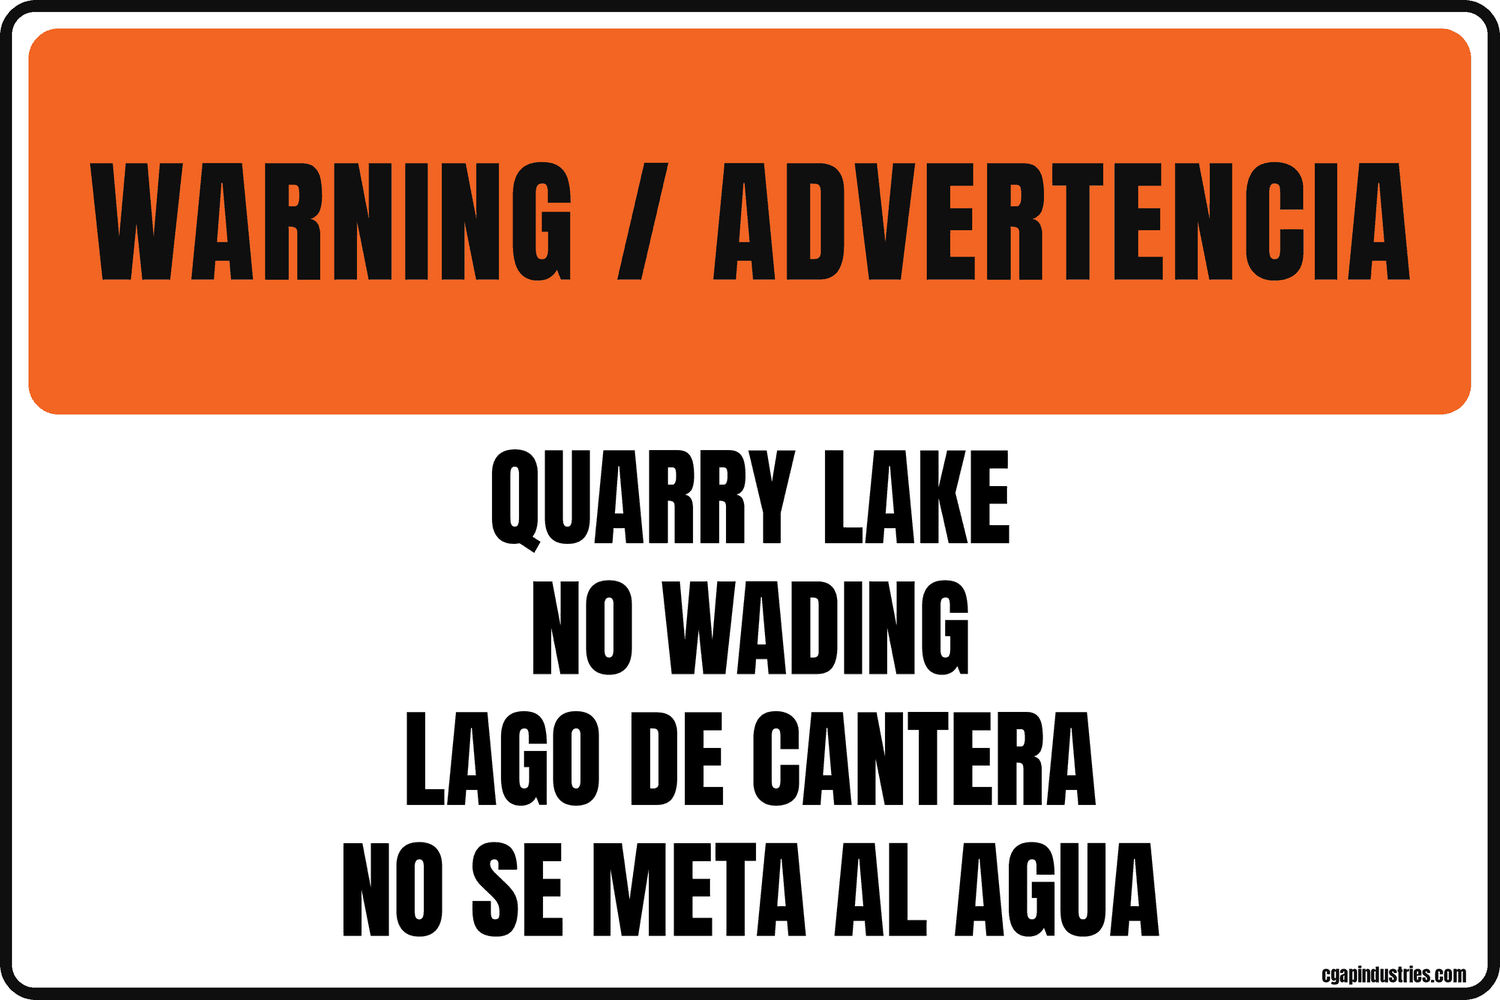 WARNING / ADVERTENCIA
QUARRY LAKE
NO WADING
LAGO DE CANTERA
NO SE META AL AGUA
cgapindustries.com